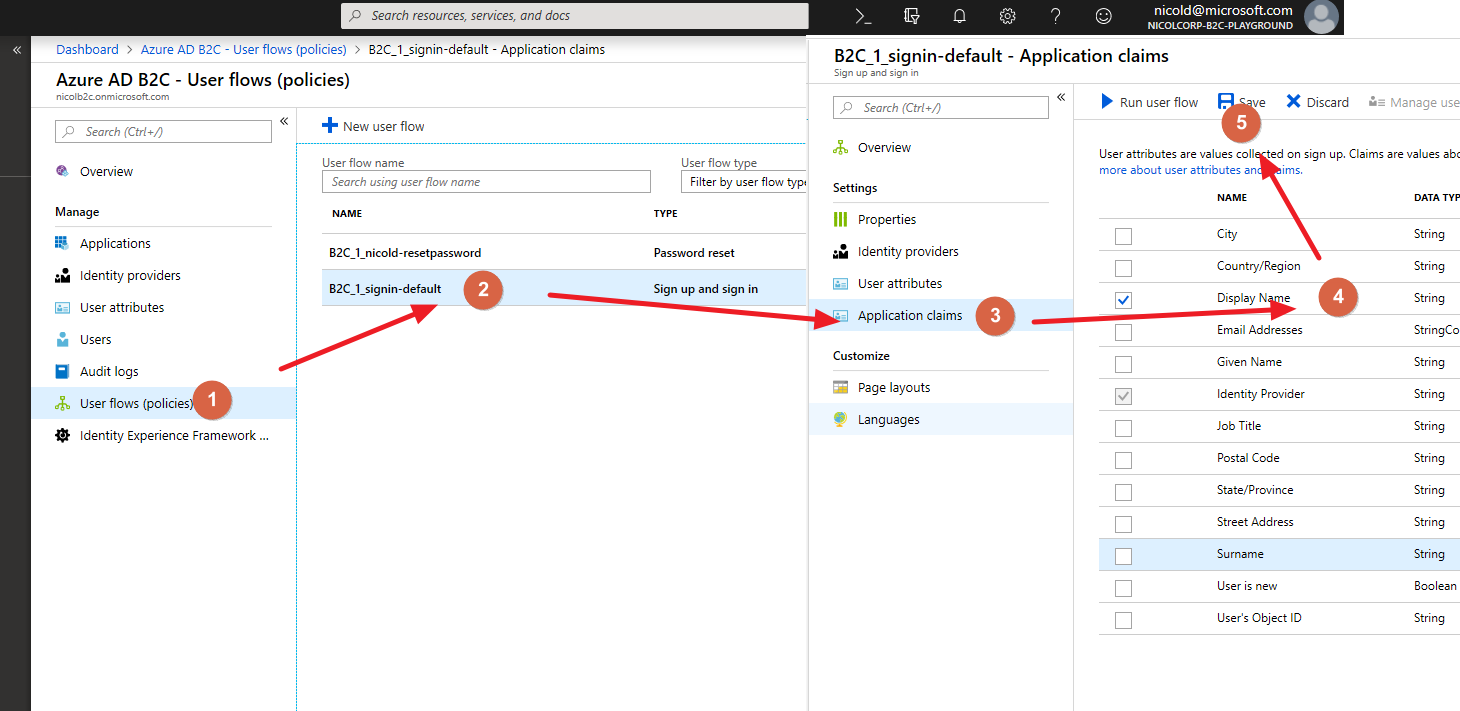 Search resources, services, and docs
nicold@microsoft.com
NICOLCORP-B2C-PLAYGROUND
Dashboard > Azure AD B2C - User flows (policies) > B2C_1_signin-default - Application claims
Azure AD B2C - User flows (policies)
nicolb2c.onmicrosoft.com
Search (Ctrl+/)
Overview
Manage
Applications
Identity providers
User attributes
Users
Audit logs
User flows (policies)
1
Identity Experience Framework ...
New user flow
User flow name
User flow type
Search using user flow name
Filter by user flow type
NAME
TYPE
B2C_1_nicold-resetpassword
Password reset
B2C_1_signin-default
2
Sign up and sign in
B2C_1_signin-default - Application claims
Sign up and sign in
Search (Ctrl+/)
Overview
Settings
Properties
Identity providers
User attributes
Application claims
3
Customize
Page layouts
Languages
Run user flow
Save
Discard
Manage use
5
User attributes are values collected on sign up. Claims are values abo
more about user attributes and claims.
NAME
DATA TYP
City
String
Country/Region
String
Display Name
4
String
Email Addresses
StringCo
Given Name
String
Identity Provider
String
Job Title
String
Postal Code
String
State/Province
String
Street Address
String
Surname
String
User is new
Boolean
User's Object ID
String